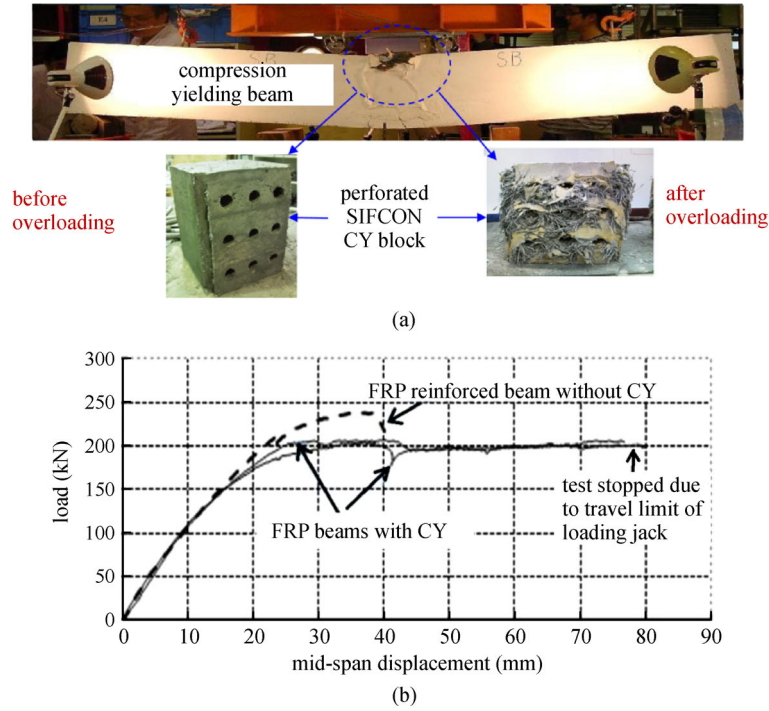 SB
SB
compression
yielding beam
before
overloading
perforated
SIFCON
CY block
after
overloading
(a)
300
250
200
150
100
50
0
load (kN)
FRP reinforced beam without CY
FRP beams with CY
test stopped due
to travel limit of
loading jack
0 10 20 30 40 50 60 70 80 90
mid-span displacement (mm)
(b)